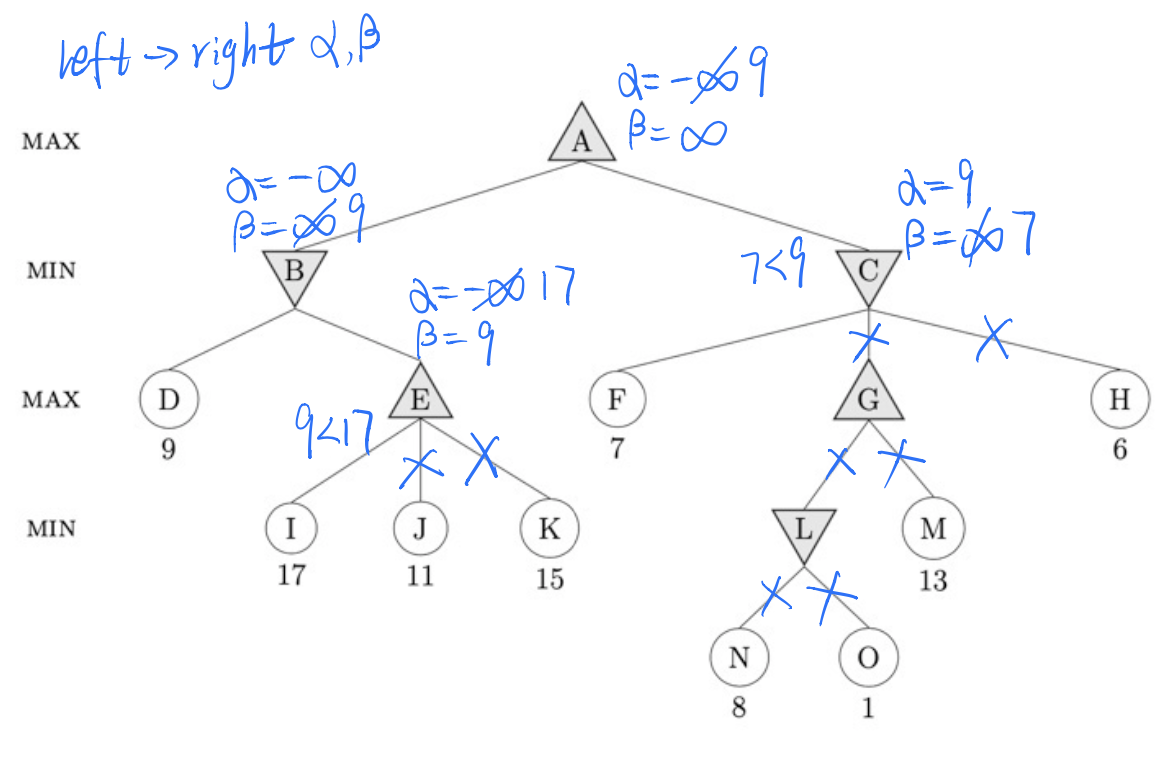 left → right α, β
α = -∞ 9
β = ∞
MAX
A
α = -∞
β = ∞ 9
α = 9
β = ∞ 7
MIN
B
7 < 9
C
α = -∞ 17
β = 9
X
X
MAX
D
E
F
G
H
9
9 < 17
7
6
X
X
X
X
MIN
I
J
K
L
M
17
11
15
13
X
X
N
O
8
1